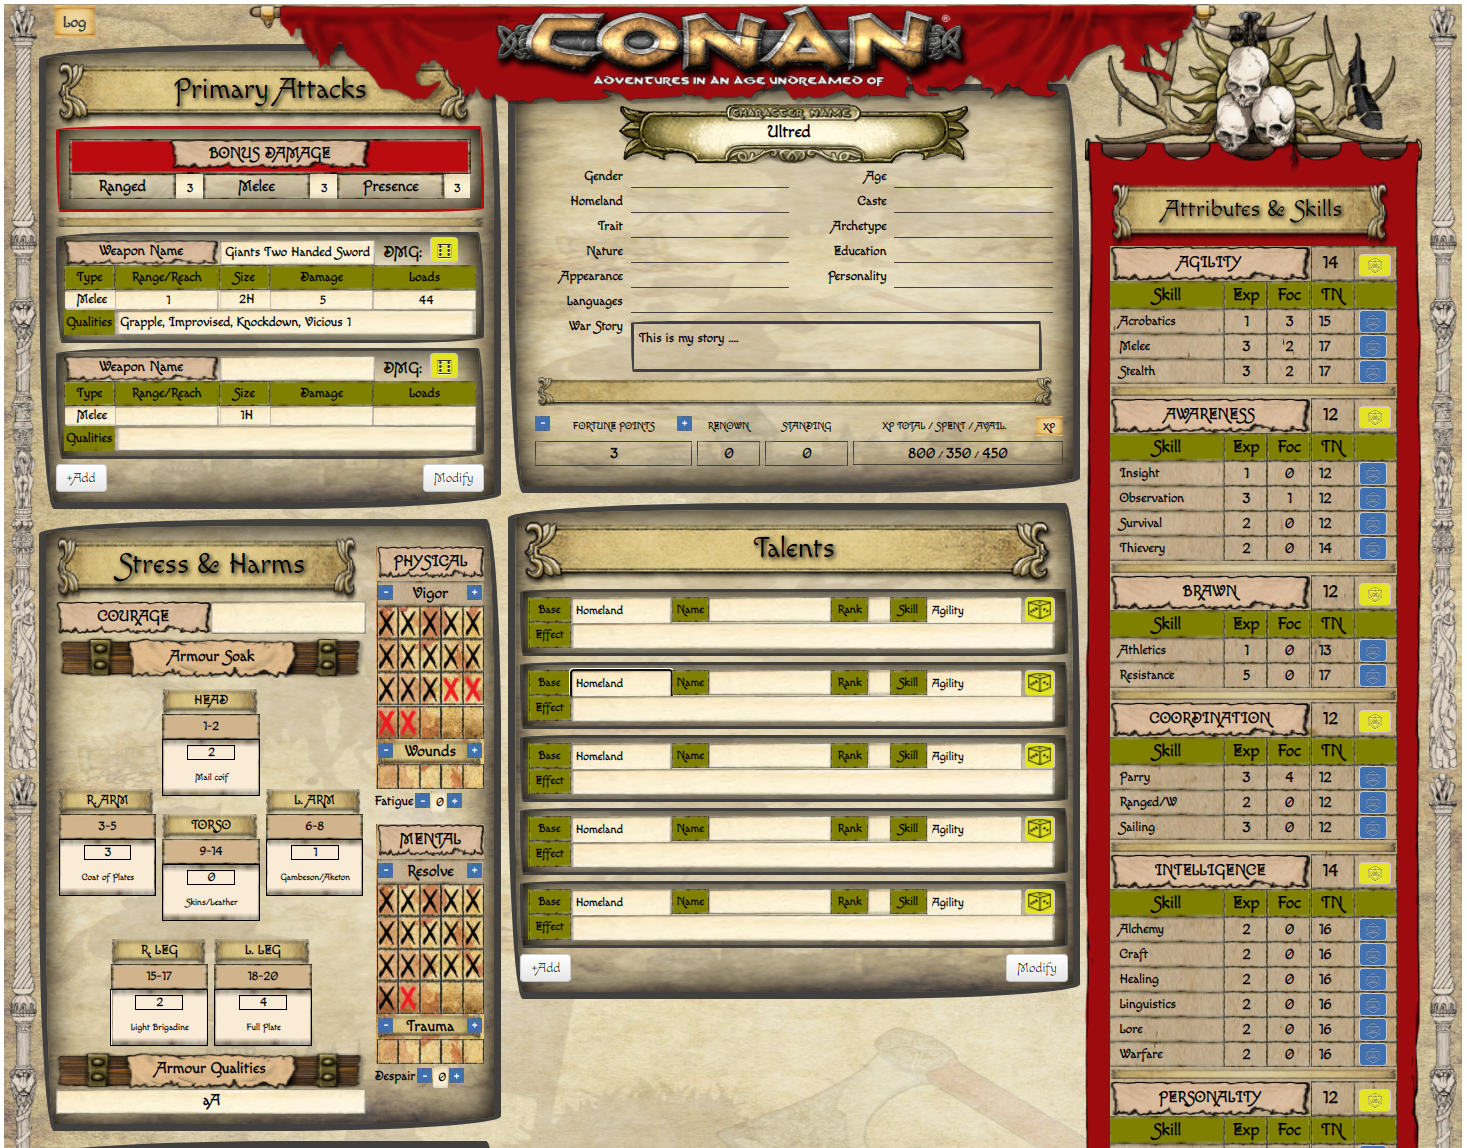 Log
CONAN®
ADVENTURES IN AN AGE UNDREAMED OF
Primary Attacks
BONUS DAMAGE
Ranged 3 Melee 3 Presence 3
Weapon Name Giants Two Handed Sword DMG:
Type Range/Reach Size Damage Loads
Melee 1 2H 5 44
Qualities Grapple, Improvised, Knockdown, Vicious 1
Weapon Name DMG:
Type Range/Reach Size Damage Loads
Melee 1H
Qualities
+Add Modify
CHARACTER NAME
Ultred
Gender Age
Homeland Caste
Trait Archetype
Nature Education
Appearance Personality
Languages
War Story This is my story ....
- FORTUNE POINTS + RENOWN STANDING XP TOTAL / SPENT / AVAIL. XP
3 0 0 800 / 350 / 450
Stress & Harms
COURAGE
Armour Soak
HEAD
1-2
2
Mail coif
R. ARM
3-5
3
Coat of Plates
TORSO
9-14
0
Skins/Leather
L. ARM
6-8
1
Gambeson/Aketon
R. LEG
15-17
2
Light Brigadine
L. LEG
18-20
4
Full Plate
Armour Qualities
aA
PHYSICAL
- Vigor +
X X X X X
X X X X X
X X X X X
X X
- Wounds +
Fatigue - 0 +
MENTAL
- Resolve +
X X X X X
X X X X X
X X X X X
X X
- Trauma +
Despair - 0 +
Talents
Base Homeland Name Rank Skill Agility
Effect
Base Homeland Name Rank Skill Agility
Effect
Base Homeland Name Rank Skill Agility
Effect
Base Homeland Name Rank Skill Agility
Effect
Base Homeland Name Rank Skill Agility
Effect
+Add Modify
Attributes & Skills
AGILITY 14
Skill Exp Foc TN
Acrobatics 1 3 15
Melee 3 2 17
Stealth 3 2 17
AWARENESS 12
Skill Exp Foc TN
Insight 1 0 12
Observation 3 1 12
Survival 2 0 12
Thievery 2 0 14
BRAWN 12
Skill Exp Foc TN
Athletics 1 0 13
Resistance 5 0 17
COORDINATION 12
Skill Exp Foc TN
Parry 3 4 12
Ranged/W 2 0 12
Sailing 3 0 12
INTELLIGENCE 14
Skill Exp Foc TN
Alchemy 2 0 16
Craft 2 0 16
Healing 2 0 16
Linguistics 2 0 16
Lore 2 0 16
Warfare 2 0 16
PERSONALITY 12
Skill Exp Foc TN